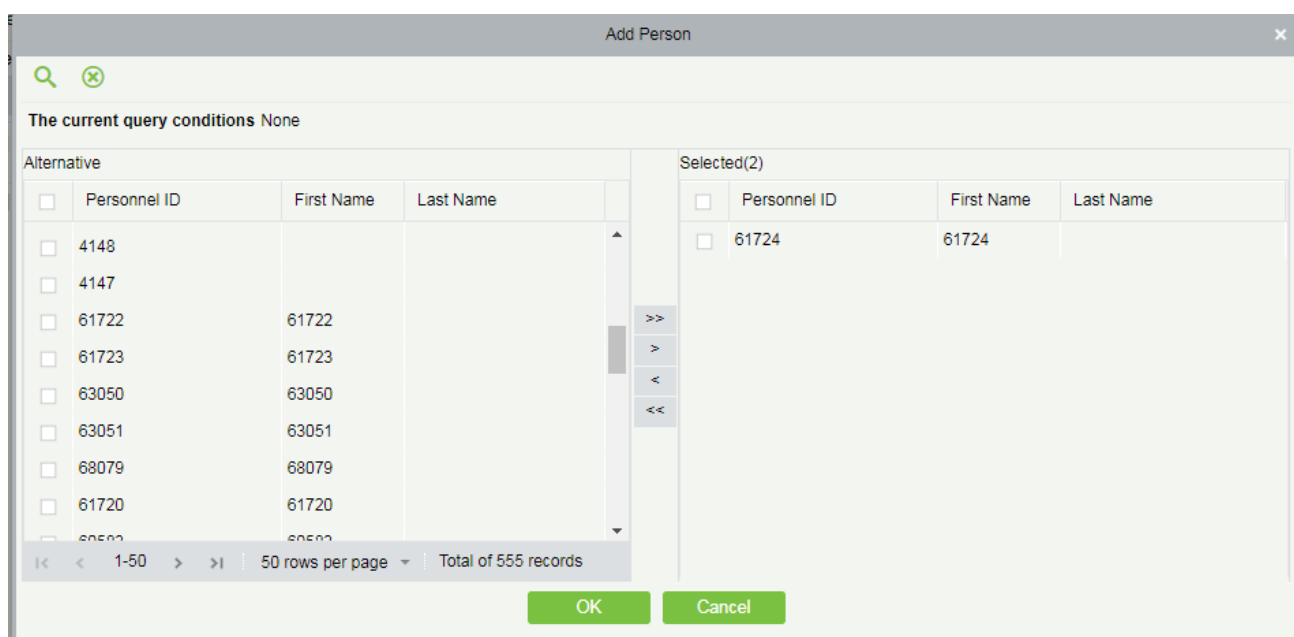 Add Person
The current query conditions None
Alternative
Selected(2)
Personnel ID First Name Last Name
Personnel ID First Name Last Name
4148
61724 61724
4147
61722 61722
>>
61723 61723
>
63050 63050
<
63051 63051
<<
68079 68079
61720 61720
1-50 50 rows per page Total of 555 records
OK Cancel